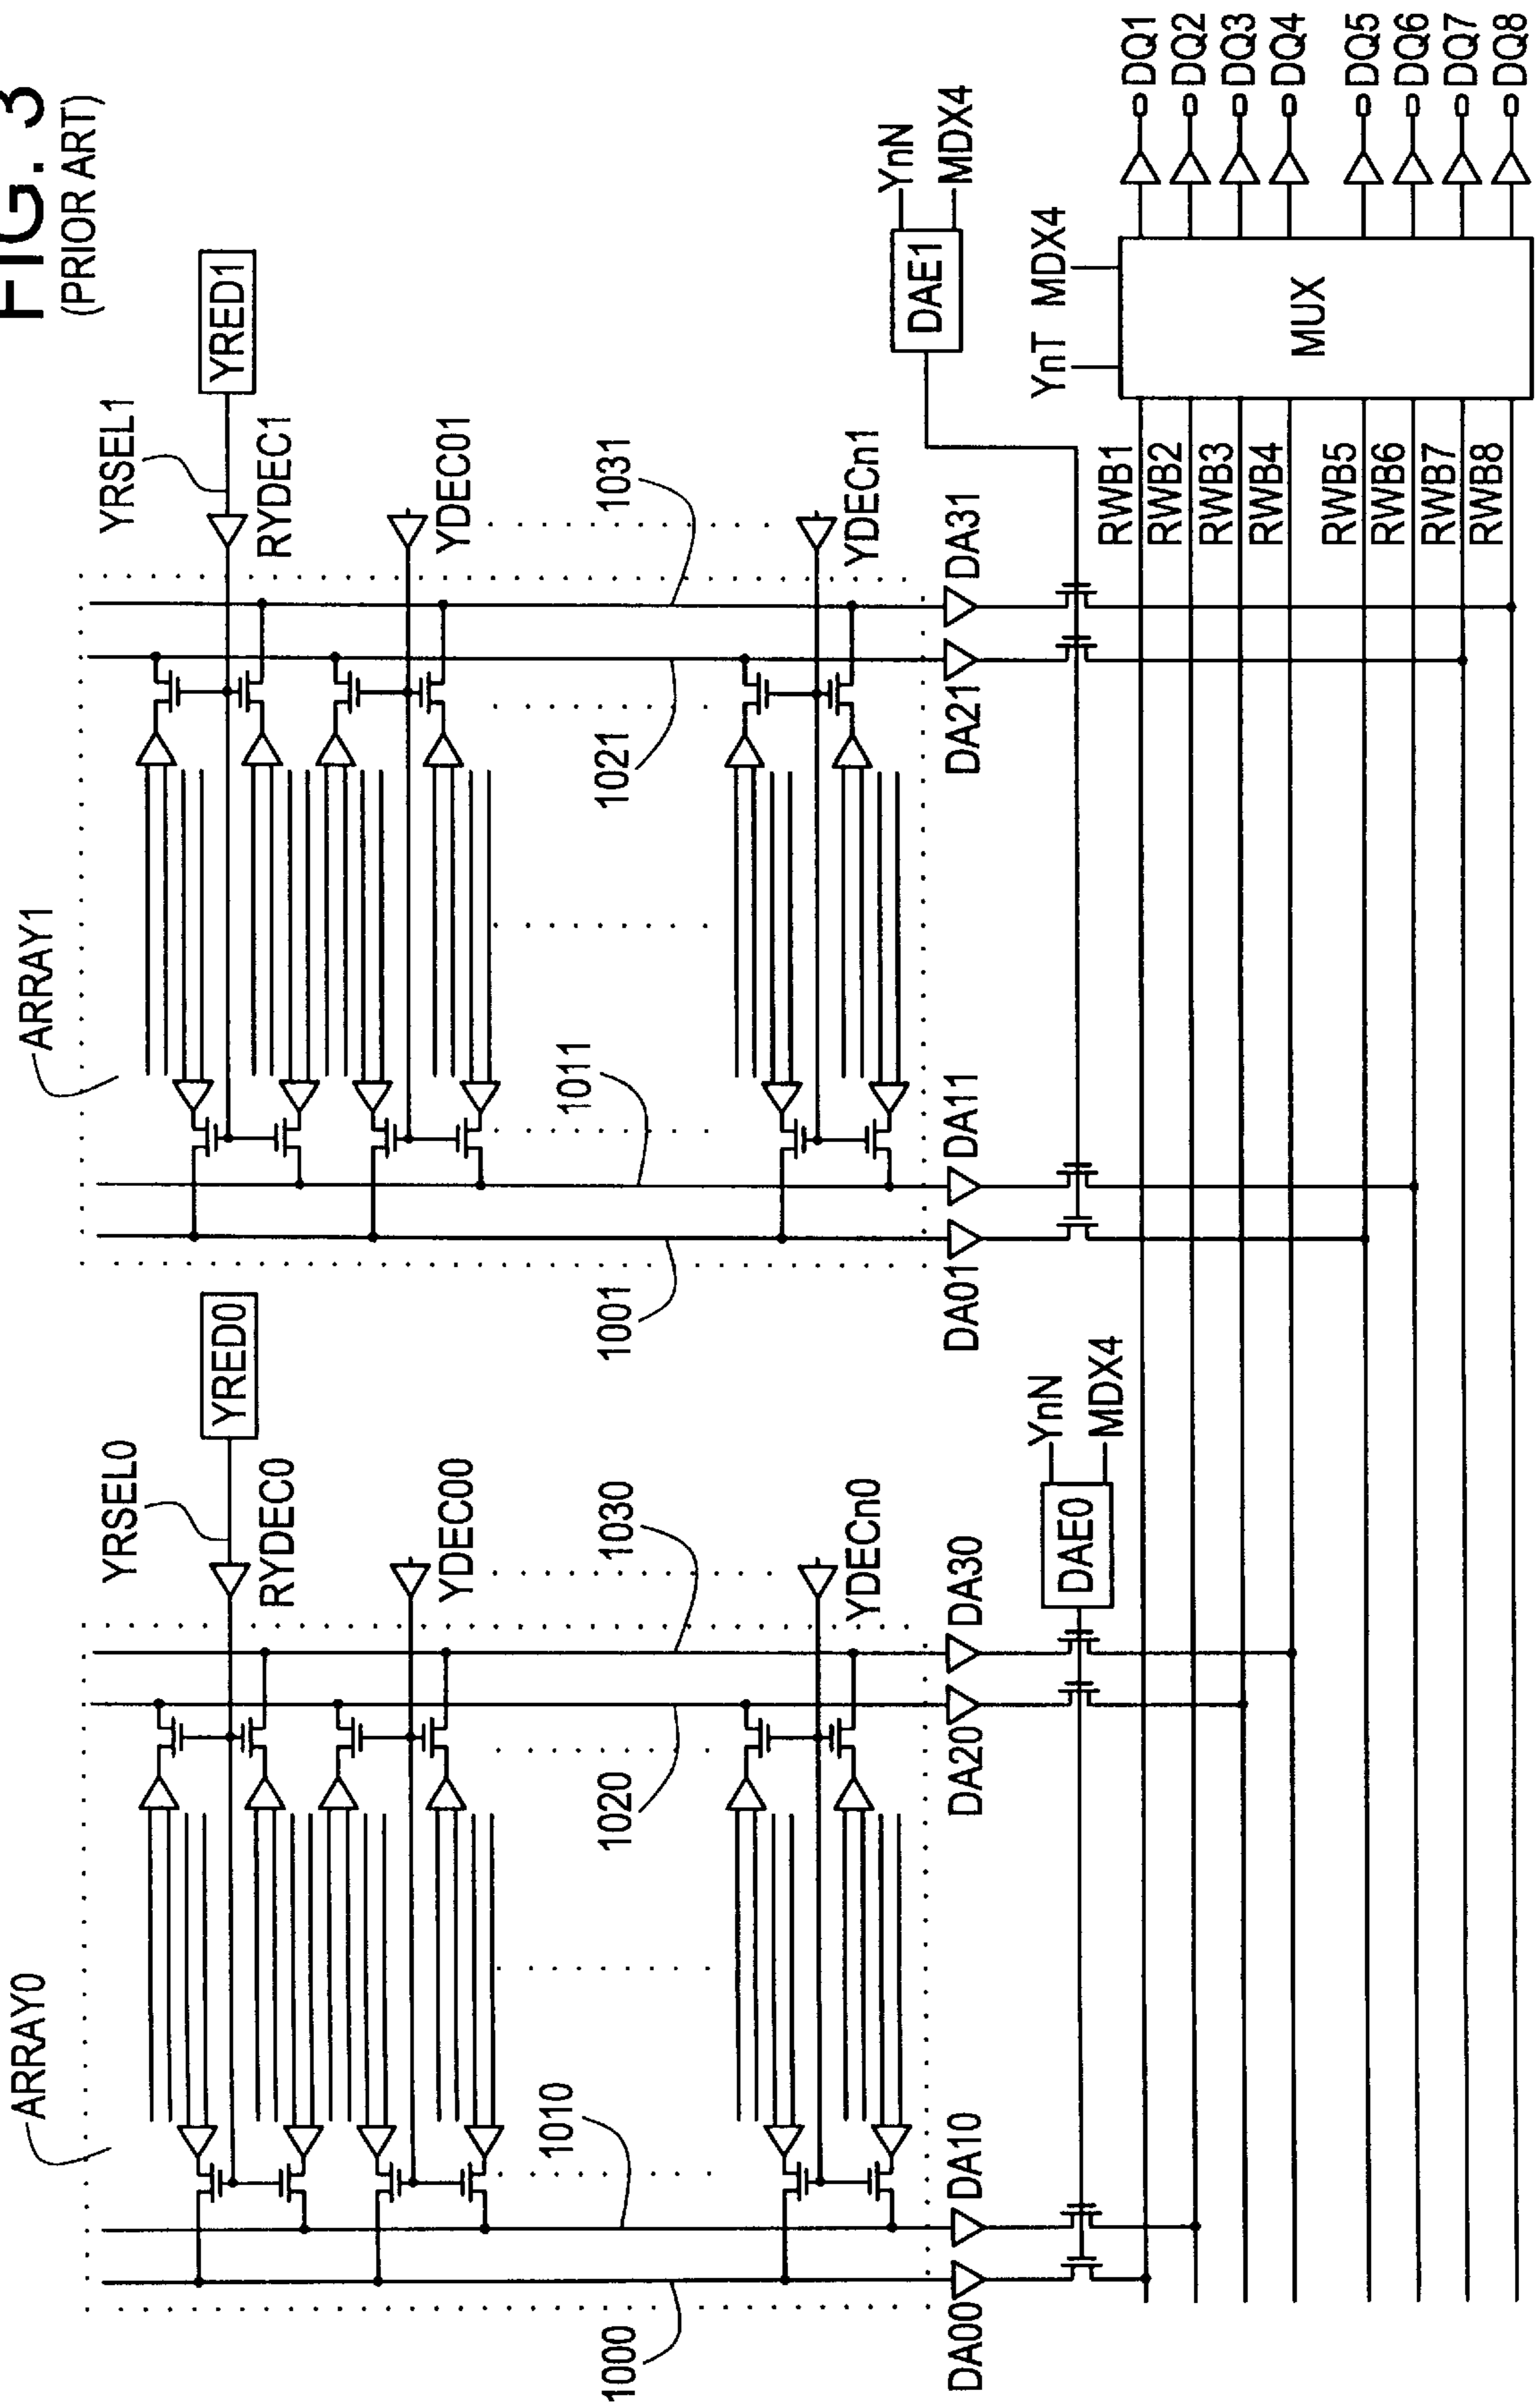 FIG. 3
(PRIOR ART)
ARRAY0
ARRAY1
YRSEL0
YRED0
YRSEL1
YRED1
RYDEC0
RYDEC1
YDEC00
YDEC01
YDECn0
YDECn1
1000
1010
1020
1030
1001
1011
1021
1031
DA00
DA10
DA20
DA30
DA01
DA11
DA21
DA31
DAE0
YnN
MDX4
DAE1
YnN
MDX4
YnT
MDX4
MUX
RWB1
RWB2
RWB3
RWB4
RWB5
RWB6
RWB7
RWB8
DQ1
DQ2
DQ3
DQ4
DQ5
DQ6
DQ7
DQ8